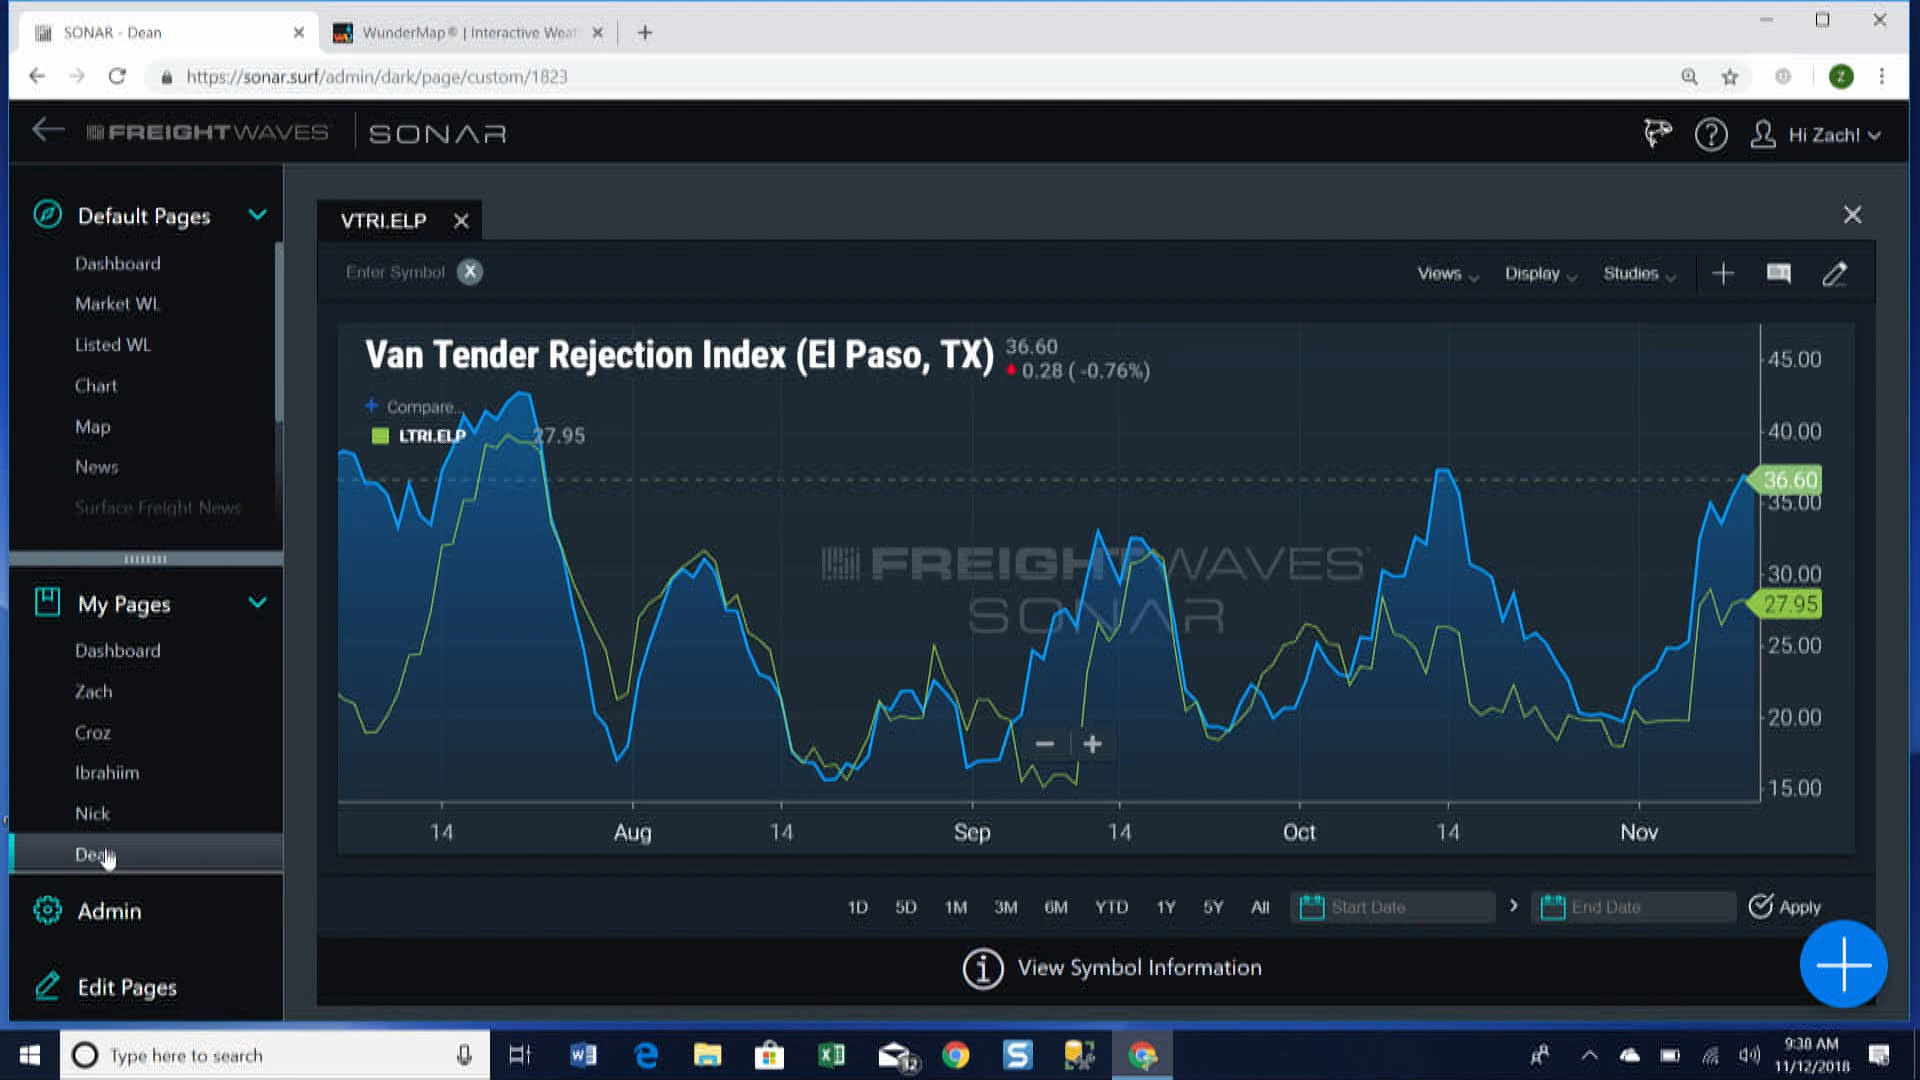 SONAR - Dean
WunderMap® | Interactive Weat
https://sonar.surf/admin/dark/page/custom/1823
Z
FREIGHTWAVES
SONAR
Hi Zach!
Default Pages
Dashboard
Market WL
Listed WL
Chart
Map
News
Surface Freight News
My Pages
Dashboard
Zach
Croz
Ibrahiim
Nick
Dea
Admin
Edit Pages
VTRI.ELP
Enter Symbol
Views
Display
Studies
Van Tender Rejection Index (El Paso, TX)
36.60
0.28 ( -0.76%)
Compare...
LTRI.ELP
27.95
FREIGHTWAVES
SONAR
45.00
40.00
36.60
35.00
30.00
27.95
25.00
20.00
15.00
14
Aug
14
Sep
14
Oct
14
Nov
1D
5D
1M
3M
6M
YTD
1Y
5Y
All
Start Date
End Date
Apply
View Symbol Information
Type here to search
12
9:30 AM
11/12/2018